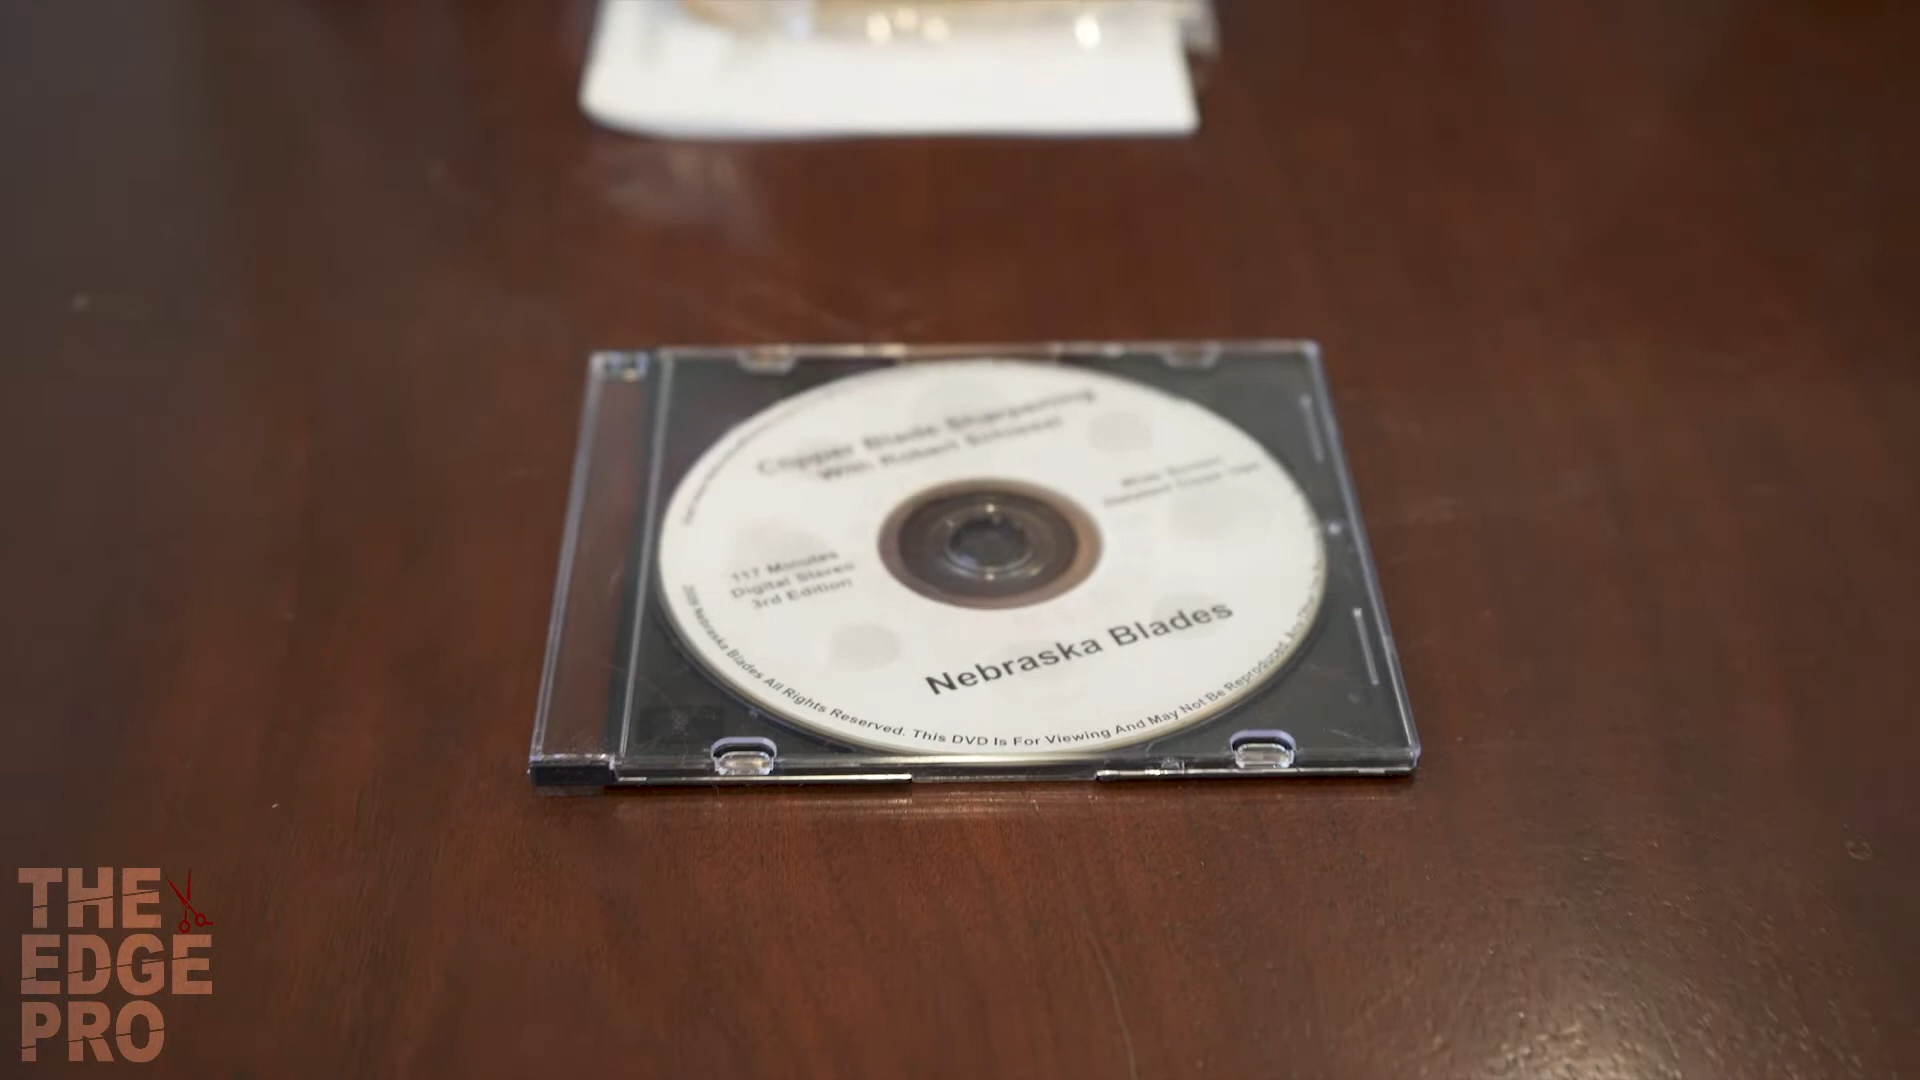 Clipper Blade Sharpening
With Robert
117 Minutes
Digital Stereo
3rd Edition
Nebraska Blades
2009 Nebraska Blades All Rights Reserved. This DVD Is For Viewing And May Not Be Reproduced.
THE
EDGE
PRO